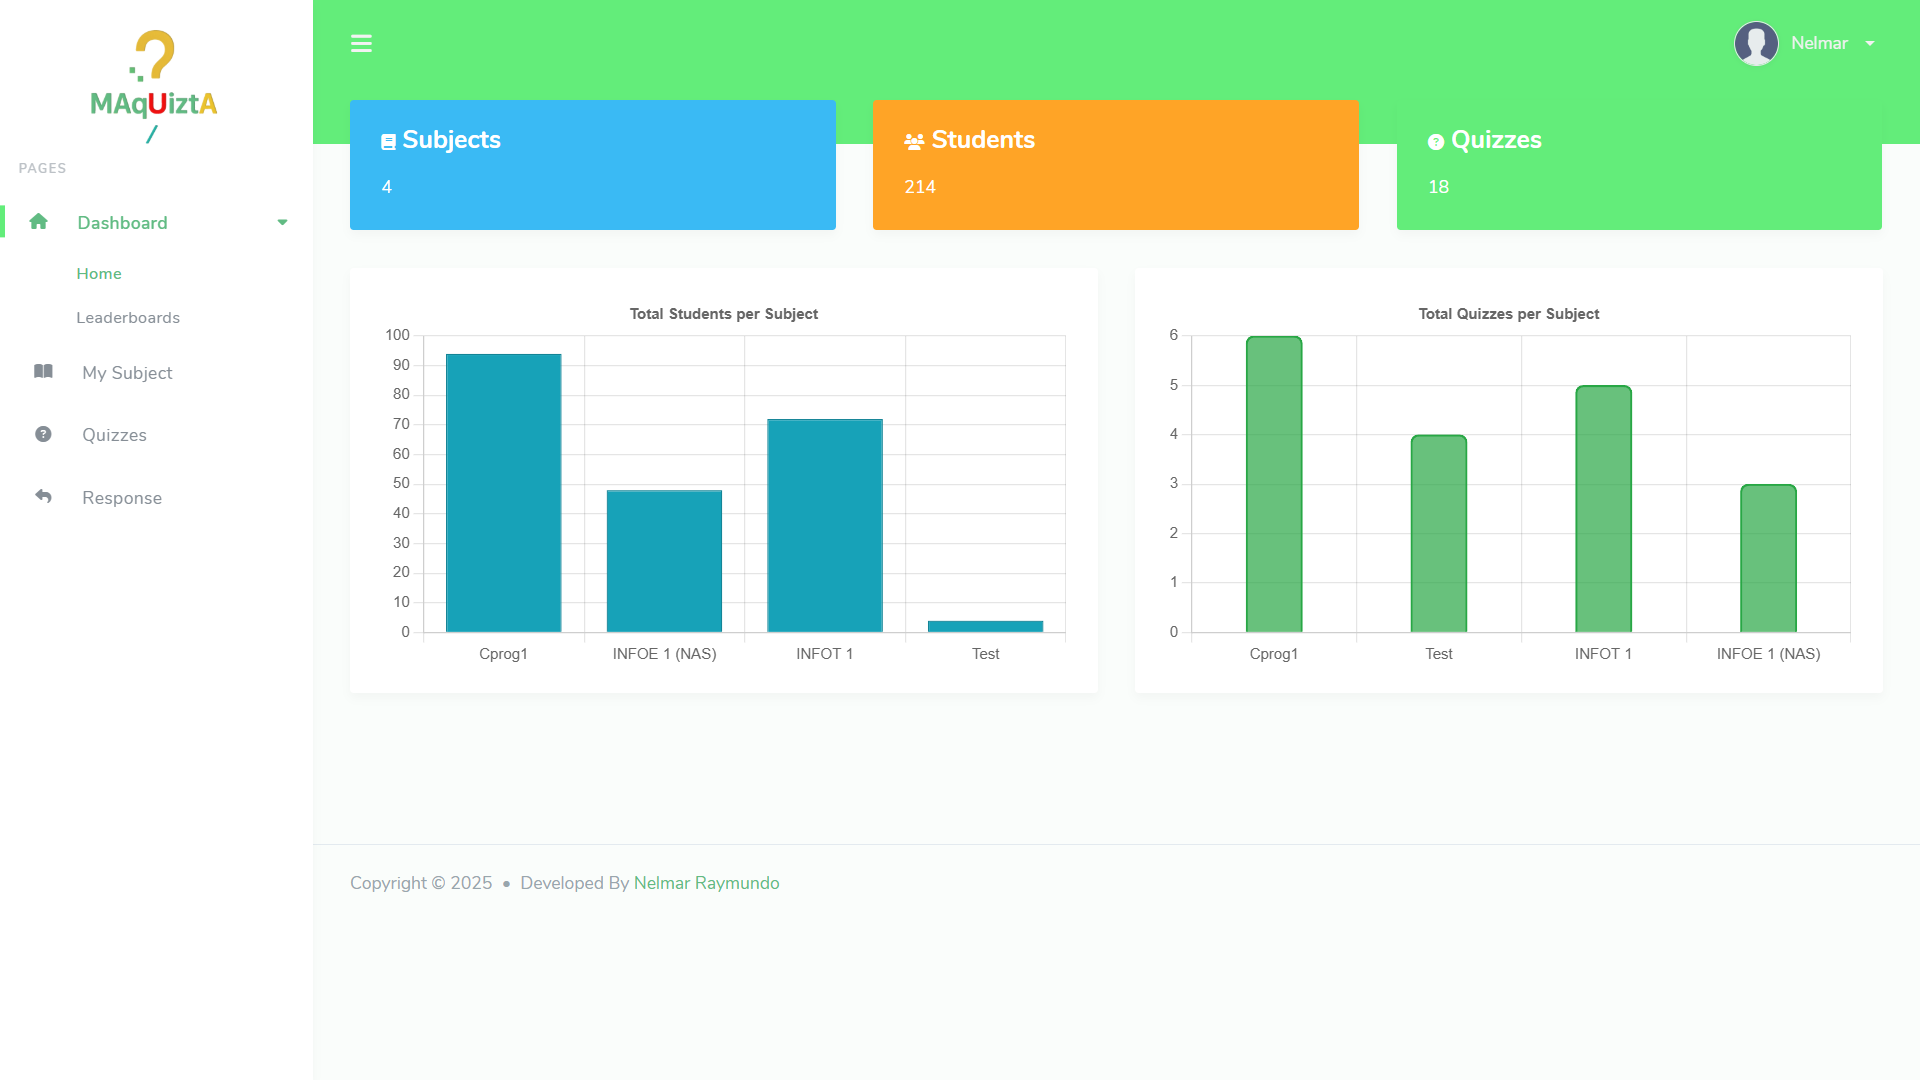 MAqUiztA
PAGES
Dashboard
Home
Leaderboards
My Subject
Quizzes
Response
Nelmar
Subjects
4
Students
214
Quizzes
18
Total Students per Subject
100
90
80
70
60
50
40
30
20
10
0
Cprog1 INFOE 1 (NAS) INFOT 1 Test
Total Quizzes per Subject
6
5
4
3
2
1
0
Cprog1 Test INFOT 1 INFOE 1 (NAS)
Copyright © 2025 • Developed By Nelmar Raymundo